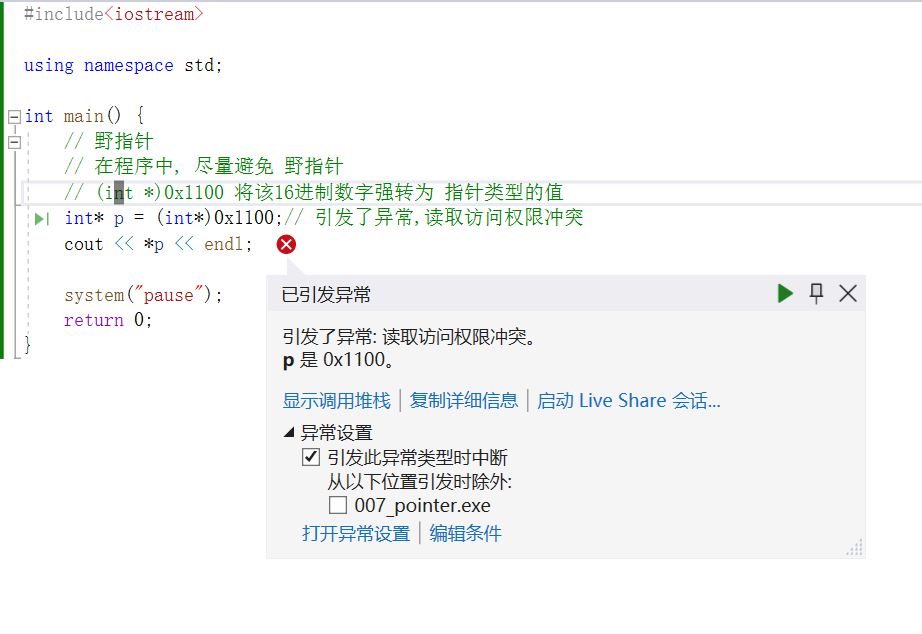 #include<iostream>
using namespace std;
int main() {
// 野指针
// 在程序中, 尽量避免 野指针
// (int *)0x1100 将该16进制数字强转为 指针类型的值
int* p = (int*)0x1100;// 引发了异常,读取访问权限冲突
cout << *p << endl;
system("pause");
return 0;
}
已引发异常
引发了异常: 读取访问权限冲突。
p 是 0x1100。
显示调用堆栈 | 复制详细信息 | 启动 Live Share 会话...
异常设置
引发此异常类型时中断
从以下位置引发时除外:
007_pointer.exe
打开异常设置 | 编辑条件